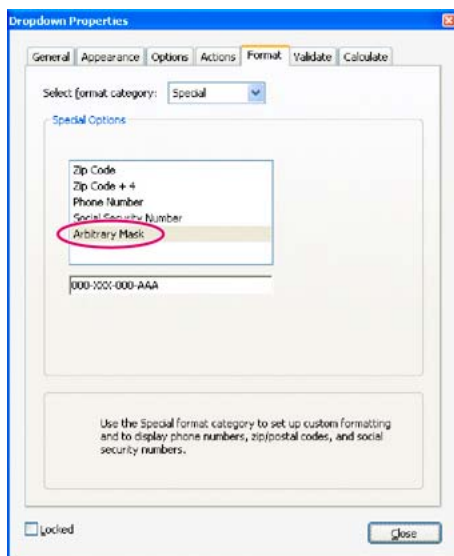 Dropdown Properties
General Appearance Options Actions Format Validate Calculate
Select format category: Special
Special Options
Zip Code
Zip Code + 4
Phone Number
Social Security Number
Arbitrary Mask
000-XXX-000-AAA
Use the Special format category to set up custom formatting
and to display phone numbers, zip/postal codes, and social
security numbers.
Locked
Close